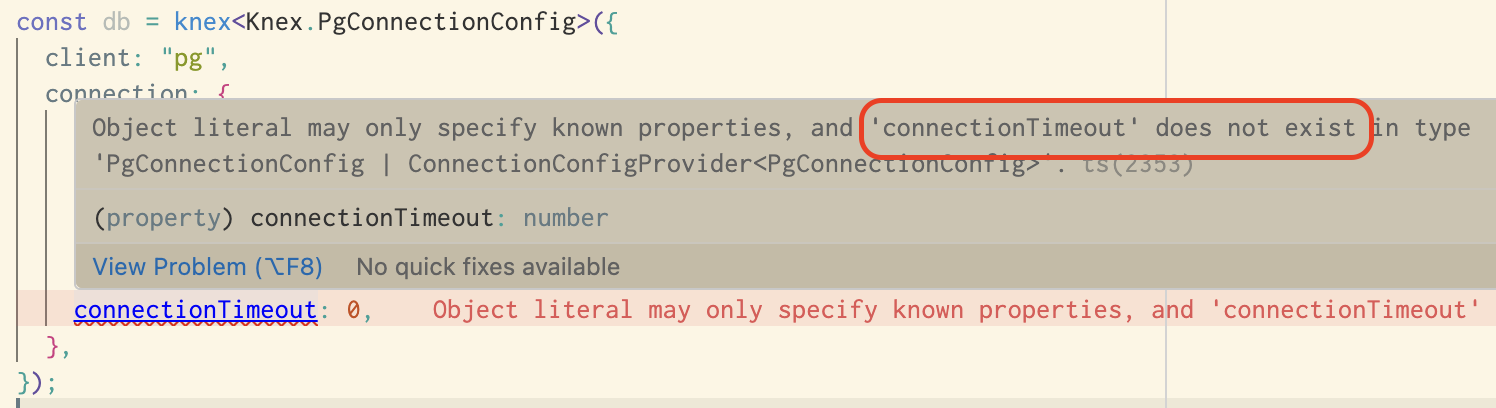 const db = knex<Knex.PgConnectionConfig>({
client: "pg",
connection: {
Object literal may only specify known properties, and 'connectionTimeout' does not exist in type
'PgConnectionConfig | ConnectionConfigProvider<PgConnectionConfig>'. ts(2353)
(property) connectionTimeout: number
View Problem (⌥F8) No quick fixes available
connectionTimeout: 0, Object literal may only specify known properties, and 'connectionTimeout'
},
});